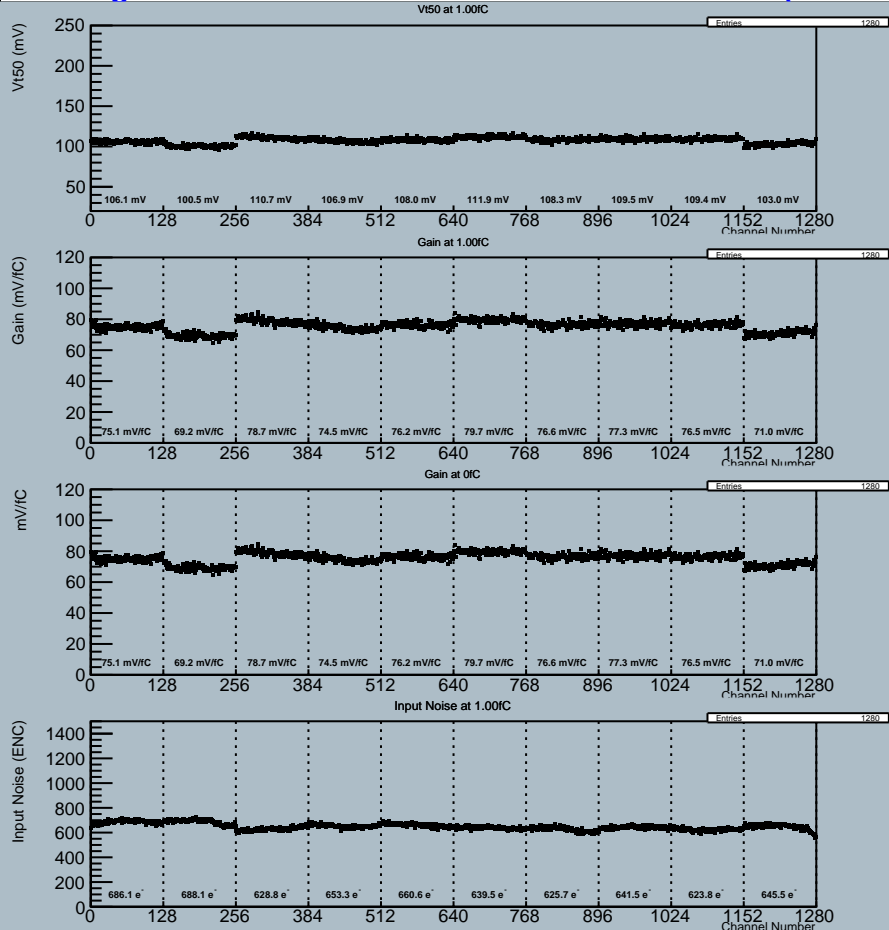 Vt50 at 1.00fC
Entries 1280
Vt50 (mV)
250
200
150
100
50
106.1 mV 100.5 mV 110.7 mV 106.9 mV 108.0 mV 111.9 mV 108.3 mV 109.5 mV 109.4 mV 103.0 mV
0 128 256 384 512 640 768 896 1024 1152 1280
Channel Number
Gain at 1.00fC
Entries 1280
Gain (mV/fC)
120
100
80
60
40
20
0
75.1 mV/fC 69.2 mV/fC 78.7 mV/fC 74.5 mV/fC 76.2 mV/fC 79.7 mV/fC 76.6 mV/fC 77.3 mV/fC 76.5 mV/fC 71.0 mV/fC
0 128 256 384 512 640 768 896 1024 1152 1280
Channel Number
Gain at 0fC
Entries 1280
mV/fC
120
100
80
60
40
20
0
75.1 mV/fC 69.2 mV/fC 78.7 mV/fC 74.5 mV/fC 76.2 mV/fC 79.7 mV/fC 76.6 mV/fC 77.3 mV/fC 76.5 mV/fC 71.0 mV/fC
0 128 256 384 512 640 768 896 1024 1152 1280
Channel Number
Input Noise at 1.00fC
Entries 1280
Input Noise (ENC)
1400
1200
1000
800
600
400
200
0
686.1 e⁻ 688.1 e⁻ 628.8 e⁻ 653.3 e⁻ 660.6 e⁻ 639.5 e⁻ 625.7 e⁻ 641.5 e⁻ 623.8 e⁻ 645.5 e⁻
0 128 256 384 512 640 768 896 1024 1152 1280
Channel Number